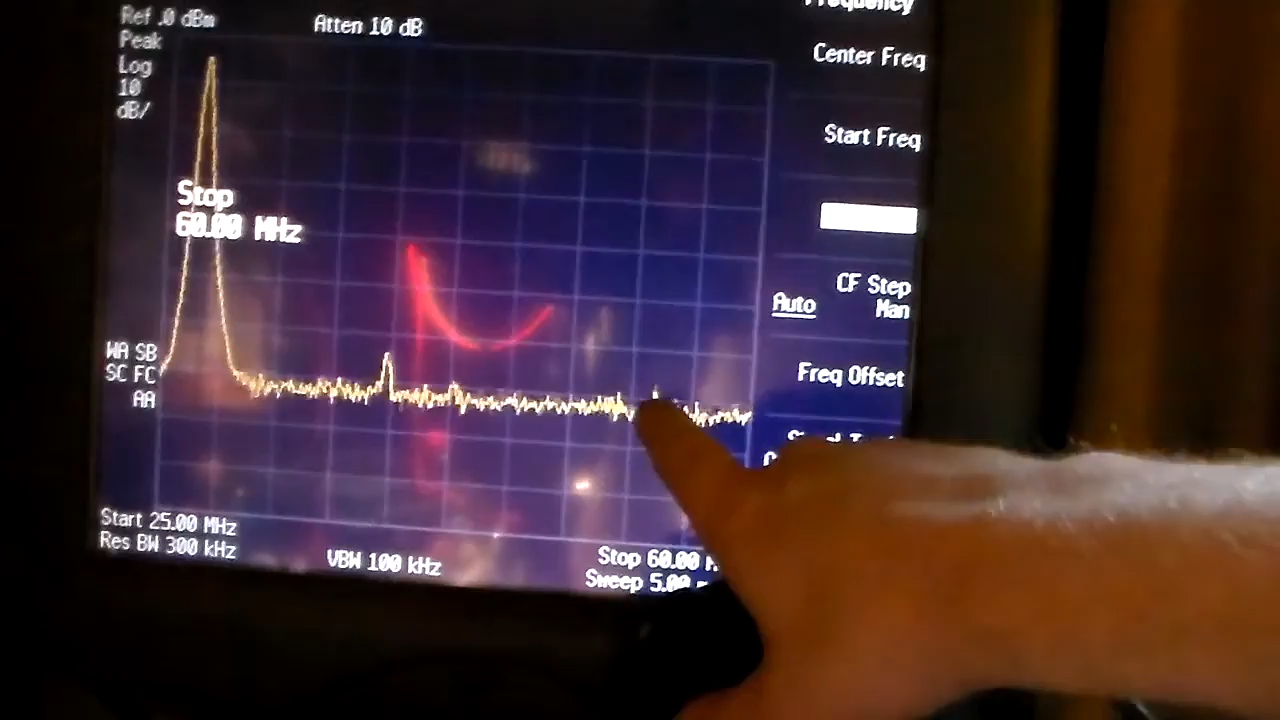 Ref .0 dBm
Atten 10 dB
Peak
Log
10
dB/
Stop
60.00 MHz
WA SB
SC FC
AA
Start 25.00 MHz
Res BW 300 kHz
VBW 100 kHz
Stop 60.00
Sweep 5.00
Frequency
Center Freq
Start Freq
CF Step
Auto Man
Freq Offset